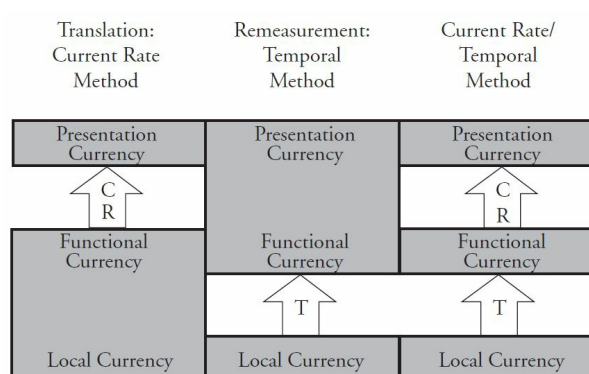 Translation:
Current Rate
Method
Remeasurement:
Temporal
Method
Current Rate/
Temporal
Method
Presentation
Currency
Presentation
Currency
Presentation
Currency
C
R
C
R
Functional
Currency
Functional
Currency
Functional
Currency
T
T
Local Currency
Local Currency
Local Currency